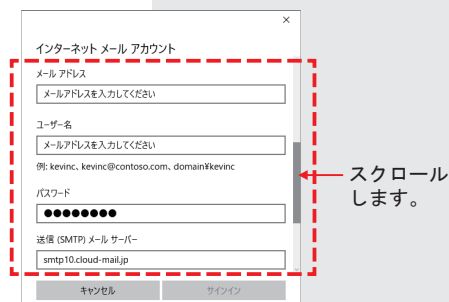 インターネット メール アカウント
メール アドレス
メールアドレスを入力してください
ユーザー名
メールアドレスを入力してください
例: kevinc、kevinc@contoso.com、domain¥kevinc
パスワード
●●●●●●●●
送信 (SMTP) メール サーバー
smtp10.cloud-mail.jp
キャンセル
サインイン
スクロール
します。